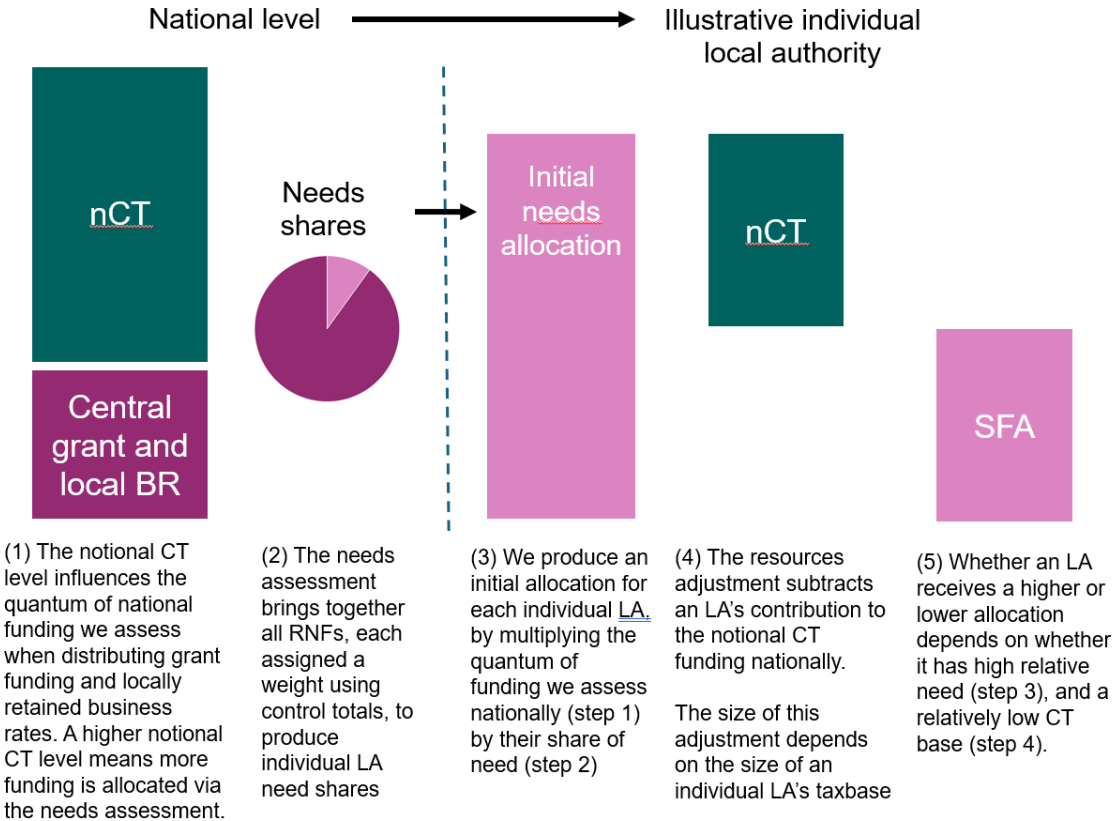 National level
Illustrative individual
local authority
nCT
Central
grant and
local BR
Needs
shares
Initial
needs
allocation
nCT
SFA
(1) The notional CT
level influences the
quantum of national
funding we assess
when distributing grant
funding and locally
retained business
rates. A higher notional
CT level means more
funding is allocated via
the needs assessment.
(2) The needs
assessment
brings together
all RNFs, each
assigned a
weight using
control totals, to
produce
individual LA
need shares
(3) We produce an
initial allocation for
each individual LA,
by multiplying the
quantum of
funding we assess
nationally (step 1)
by their share of
need (step 2)
(4) The resources
adjustment subtracts
an LA’s contribution to
the notional CT
funding nationally.
The size of this
adjustment depends
on the size of an
individual LA’s taxbase
(5) Whether an LA
receives a higher or
lower allocation
depends on whether
it has high relative
need (step 3), and a
relatively low CT
base (step 4).